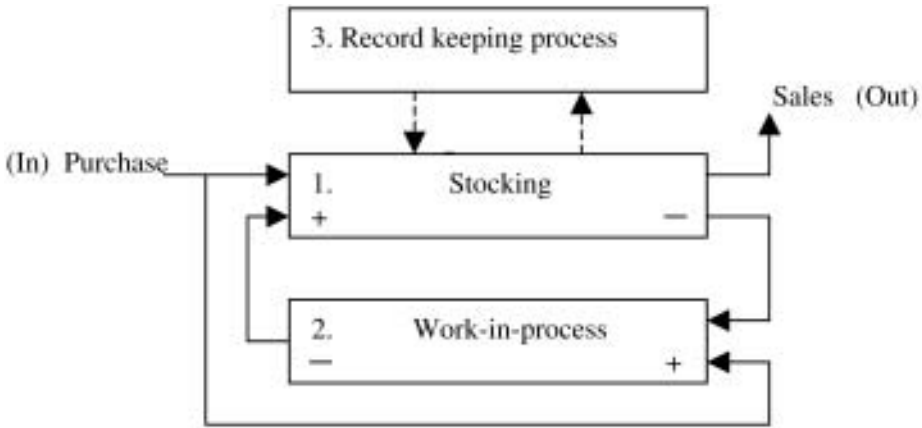 3. Record keeping process
Sales (Out)
(In) Purchase
1. Stocking
+ —
2. Work-in-process
— +